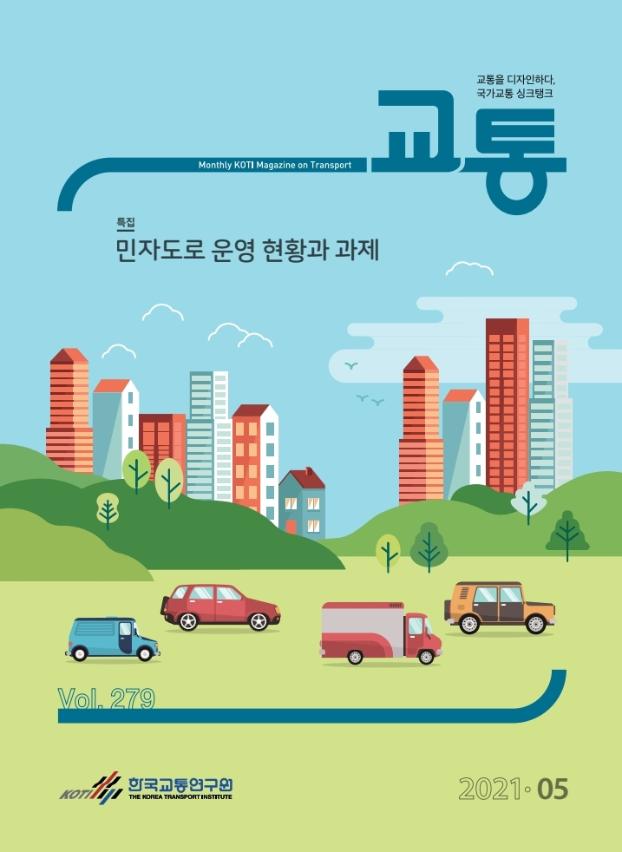 교통을 디자인하다,
국가교통 싱크탱크
교통
Monthly KOTI Magazine on Transport
특집
민자도로 운영 현황과 과제
Vol. 279
KOTI 한국교통연구원
THE KOREA TRANSPORT INSTITUTE
2021·05